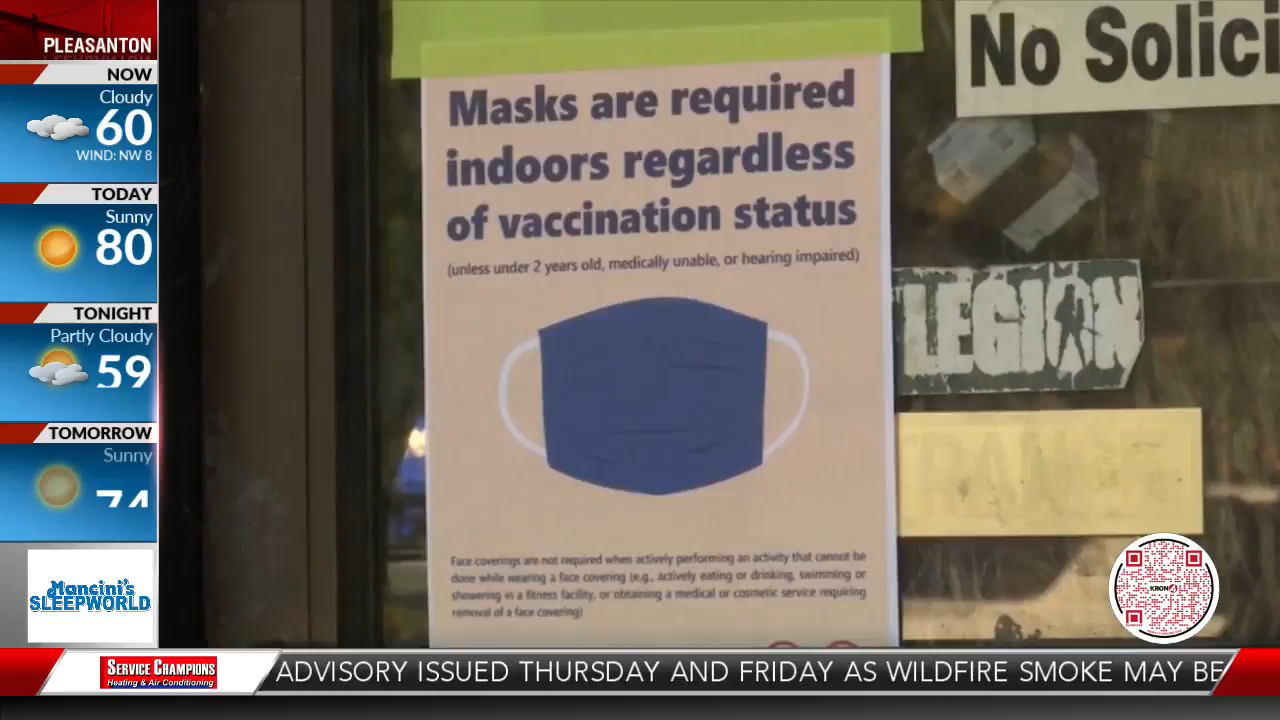 PLEASANTON
NOW
Cloudy
60
WIND: NW 8
TODAY
Sunny
80
TONIGHT
Partly Cloudy
59
TOMORROW
Sunny
74
Mancini's
SLEEPWORLD
Masks are required
indoors regardless
of vaccination status
(unless under 2 years old, medically unable, or hearing impaired)
Face coverings are not required when actively performing an activity that cannot be
done while wearing a face covering (e.g., actively eating or drinking, swimming or
showering in a fitness facility, or obtaining a medical or cosmetic service requiring
removal of a face covering)
No Solici
LEGION
KRON4
SERVICE CHAMPIONS
Heating & Air Conditioning
ADVISORY ISSUED THURSDAY AND FRIDAY AS WILDFIRE SMOKE MAY BE